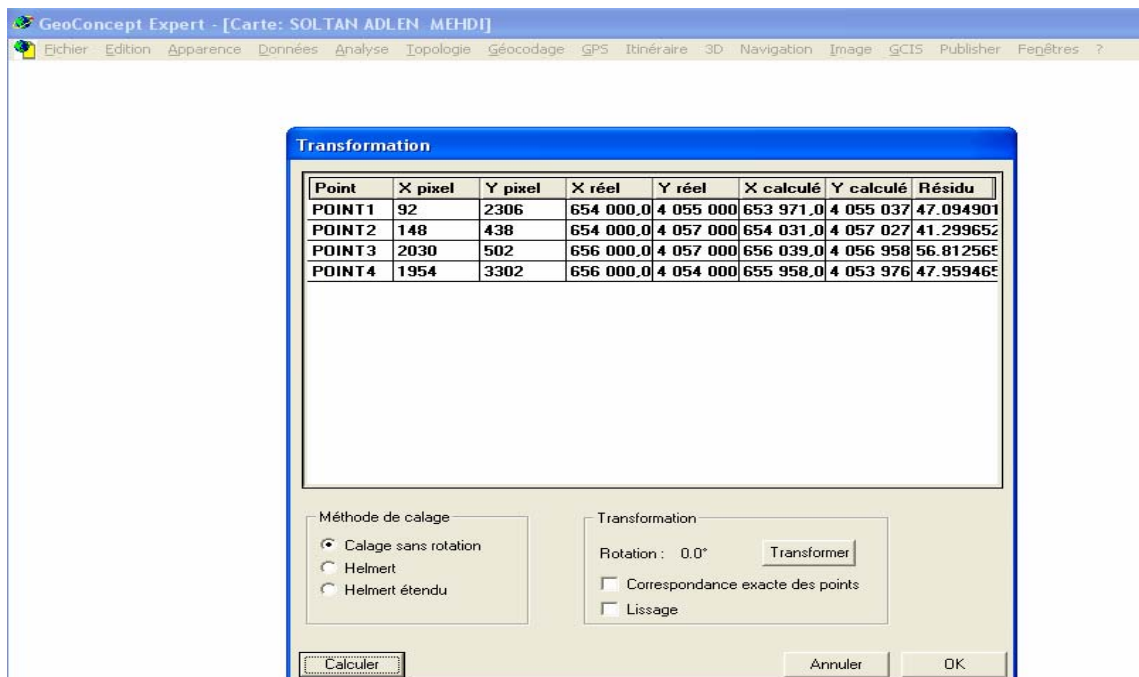 GeoConcept Expert - [Carte: SOLTAN ADLEN MEHDI]
Fichier Edition Apparence Données Analyse Topologie Géocodage GPS Itinéraire 3D Navigation Image GCIS Publisher Fenêtres ?
Transformation
Point X pixel Y pixel X réel Y réel X calculé Y calculé Résidu
POINT1 92 2306 654 000,0 4 055 000 653 971,0 4 055 037 47.094901
POINT2 148 438 654 000,0 4 057 000 654 031,0 4 057 027 41.299652
POINT3 2030 502 656 000,0 4 057 000 656 039,0 4 056 958 56.812565
POINT4 1954 3302 656 000,0 4 054 000 655 958,0 4 053 976 47.959465
Méthode de calage
Calage sans rotation
Helmert
Helmert étendu
Transformation
Rotation : 0.0° Transformer
Correspondance exacte des points
Lissage
Calculer Annuler OK